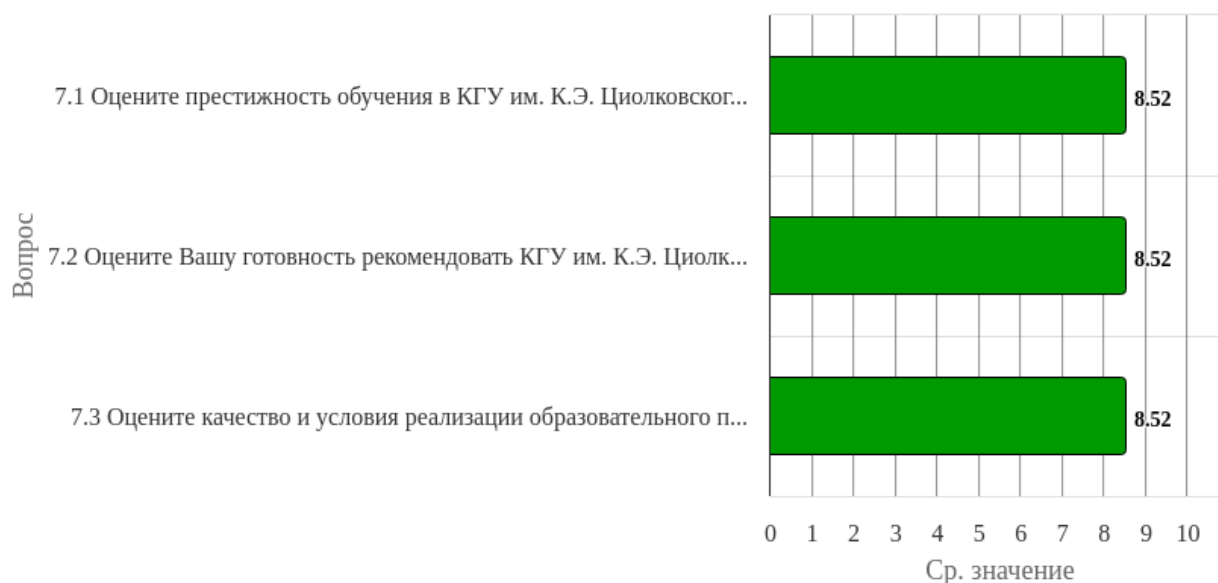 7.1 Оцените престижность обучения в КГУ им. К.Э. Циолковског...
8.52
Вопрос
7.2 Оцените Вашу готовность рекомендовать КГУ им. К.Э. Циолк...
8.52
7.3 Оцените качество и условия реализации образовательного п...
8.52
0 1 2 3 4 5 6 7 8 9 10
Ср. значение